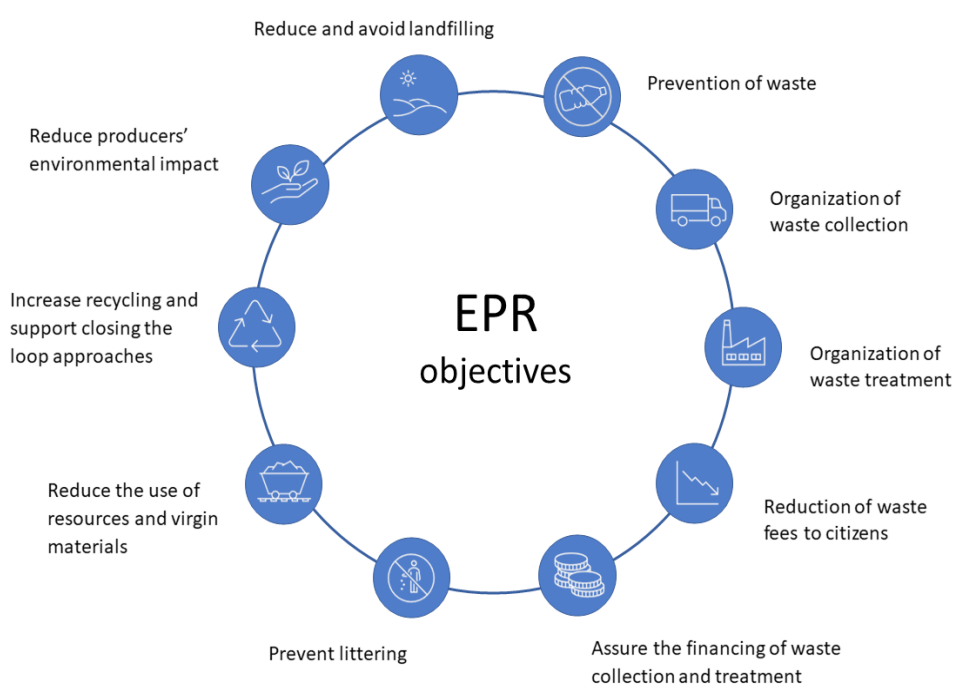 Reduce and avoid landfilling
Prevention of waste
Organization of
waste collection
Organization of
waste treatment
Reduction of waste
fees to citizens
Assure the financing of waste
collection and treatment
Prevent littering
Reduce the use of
resources and virgin
materials
Increase recycling and
support closing the
loop approaches
Reduce producers’
environmental impact
EPR
objectives